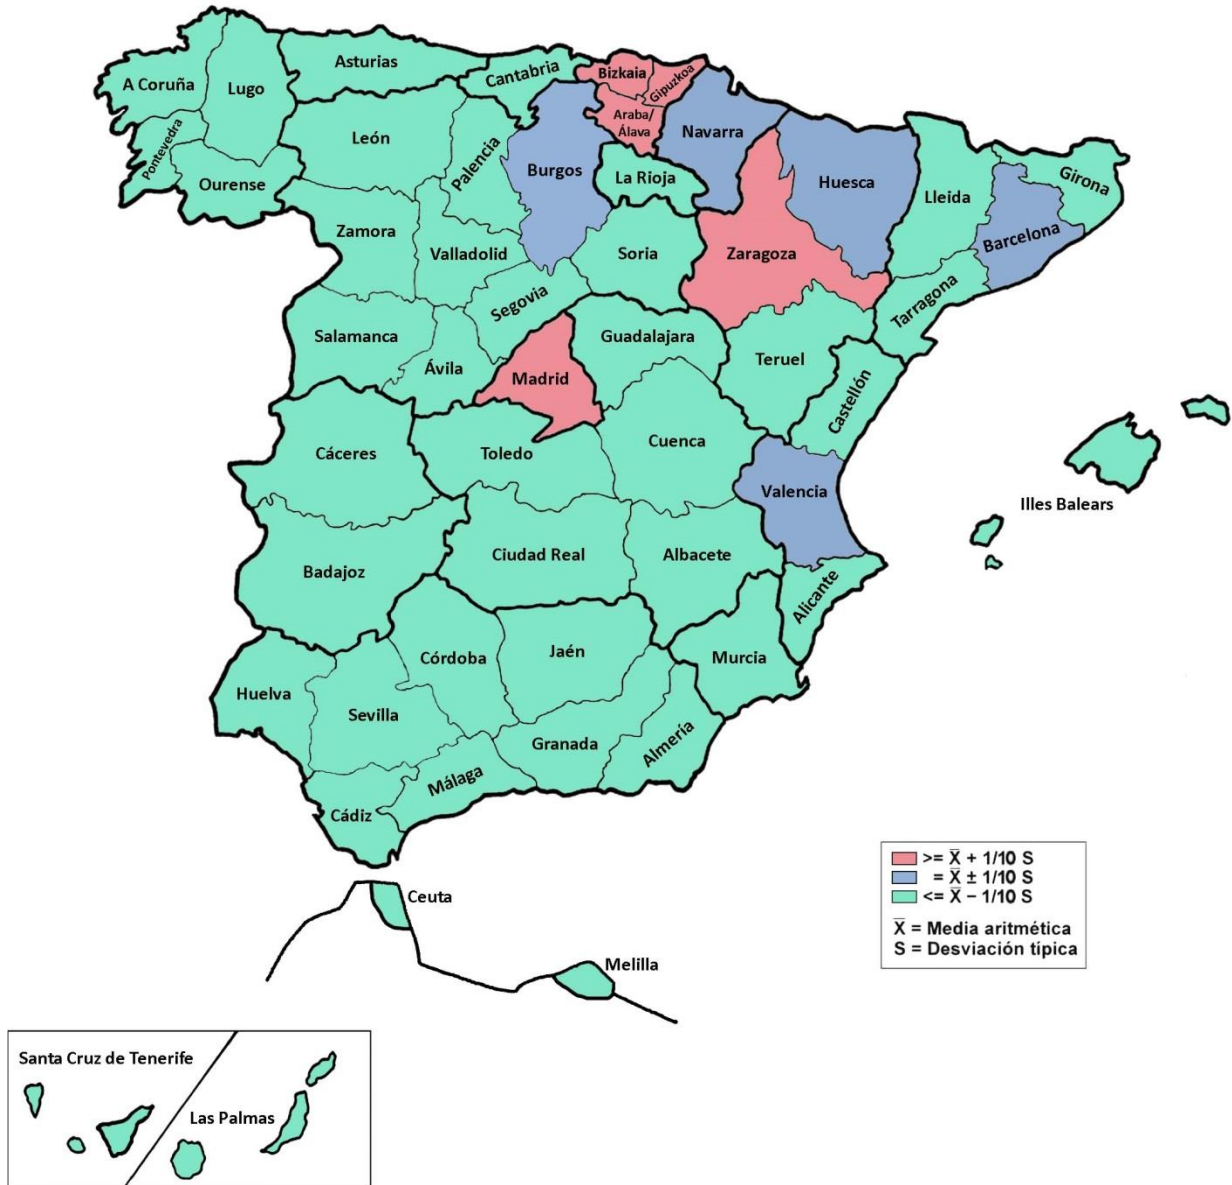 Asturias
Cantabria
Bizkaia
Gipuzkoa
A Coruña
Lugo
Araba/
Álava
Navarra
León
Palencia
Pontevedra
Ourense
Burgos
La Rioja
Huesca
Lleida
Girona
Barcelona
Zamora
Valladolid
Soria
Zaragoza
Segovia
Tarragona
Salamanca
Guadalajara
Teruel
Ávila
Madrid
Castellón
Cáceres
Toledo
Cuenca
Valencia
Illes Balears
Badajoz
Ciudad Real
Albacete
Alicante
Córdoba
Jaén
Murcia
Huelva
Sevilla
Granada
Almería
Málaga
Cádiz
>= X̅ + 1/10 S
= X̅ ± 1/10 S
<= X̅ − 1/10 S
X̅ = Media aritmética
S = Desviación típica
Ceuta
Melilla
Santa Cruz de Tenerife
Las Palmas